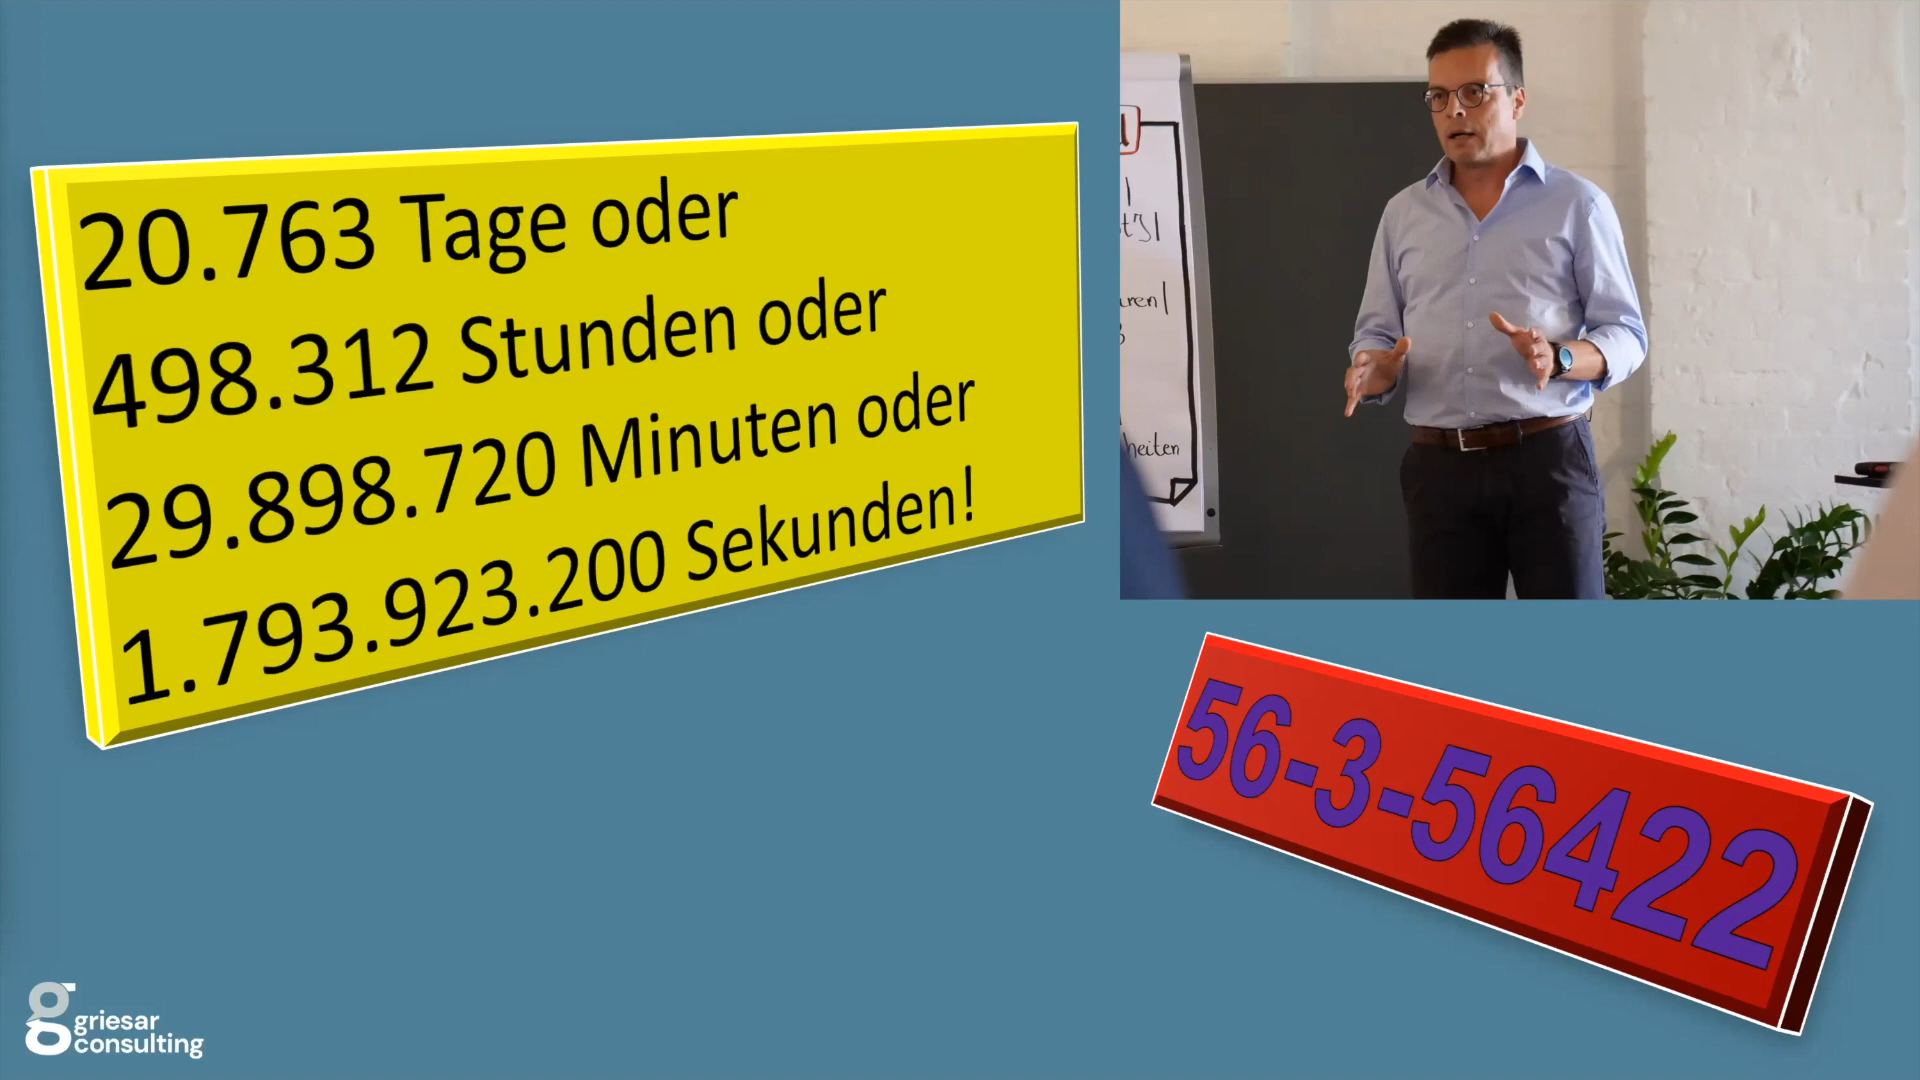 20.763 Tage oder
498.312 Stunden oder
29.898.720 Minuten oder
1.793.923.200 Sekunden!
heiten
56-3-56422
griesar
consulting